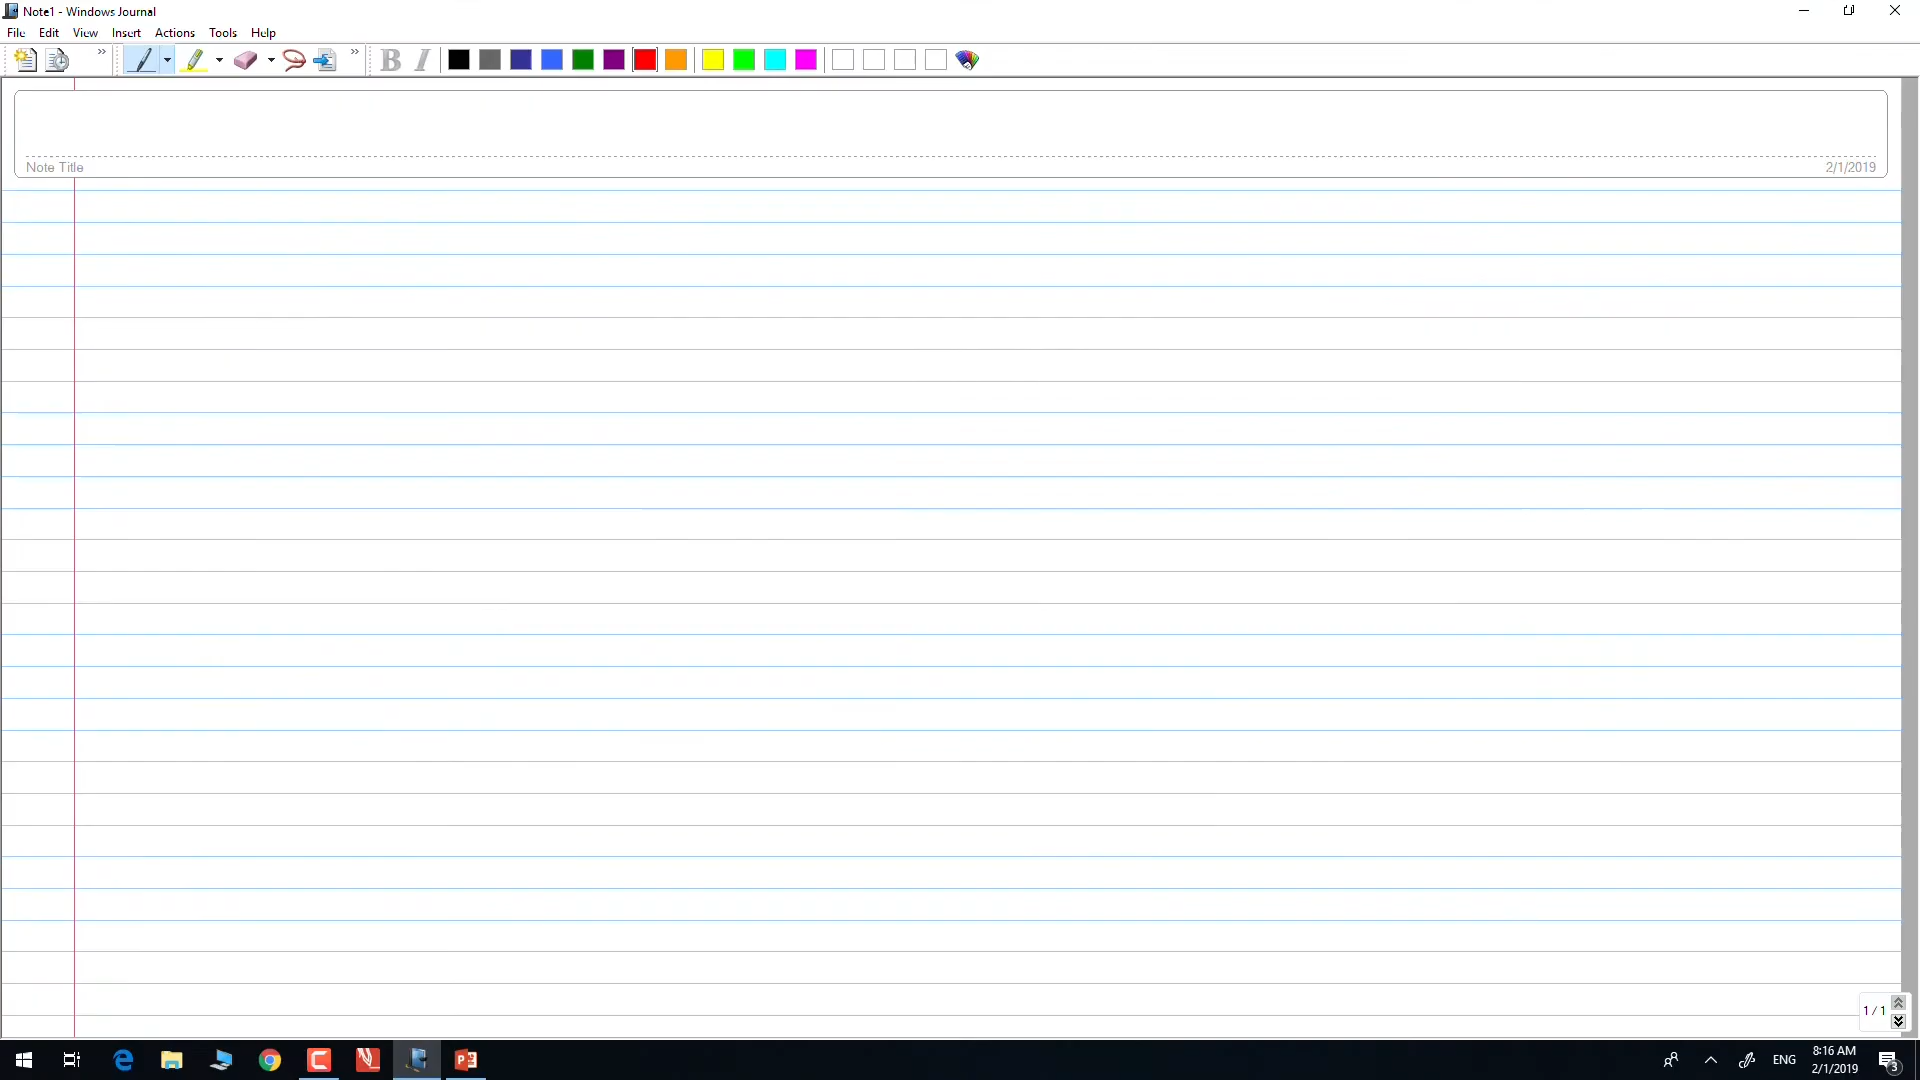 Note1 - Windows Journal
File Edit View Insert Actions Tools Help
B I
Note Title 2/1/2019
1 / 1
ENG 8:16 AM
2/1/2019 3